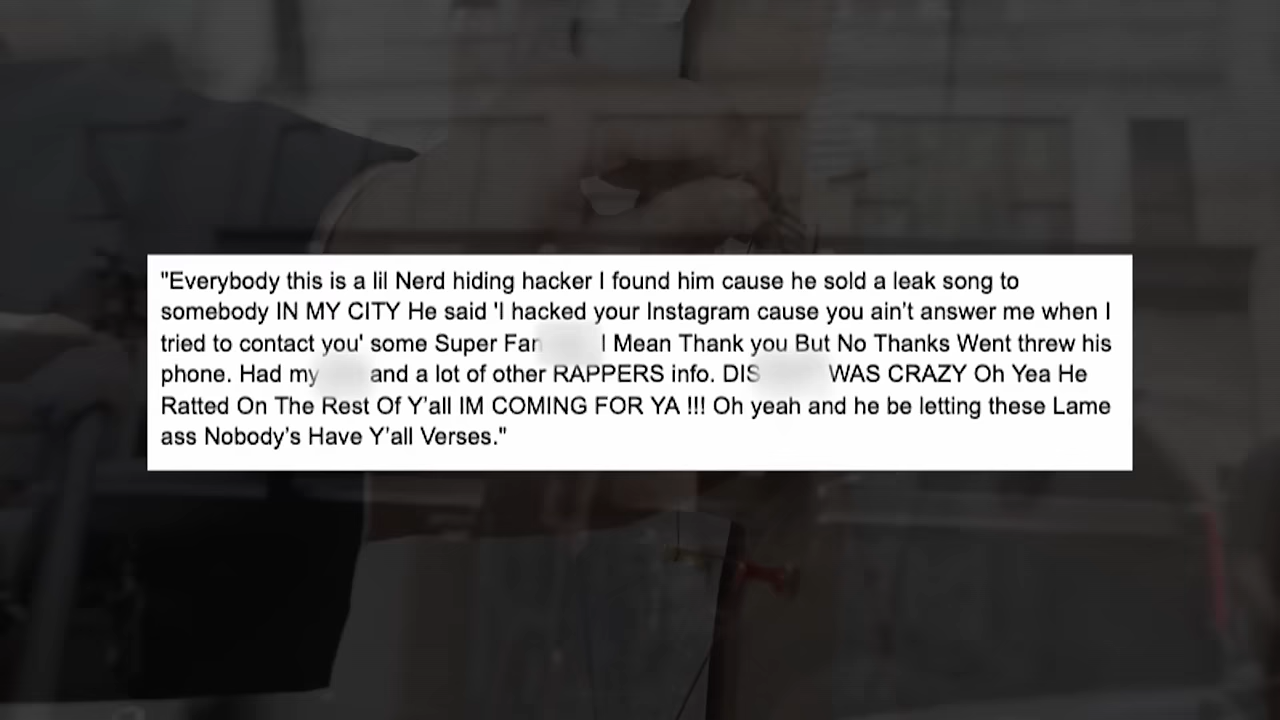 "Everybody this is a lil Nerd hiding hacker I found him cause he sold a leak song to
somebody IN MY CITY He said 'I hacked your Instagram cause you ain't answer me when I
tried to contact you' some Super Fan I Mean Thank you But No Thanks Went threw his
phone. Had my and a lot of other RAPPERS info. DIS WAS CRAZY Oh Yea He
Ratted On The Rest Of Y'all IM COMING FOR YA !!! Oh yeah and he be letting these Lame
ass Nobody's Have Y'all Verses."